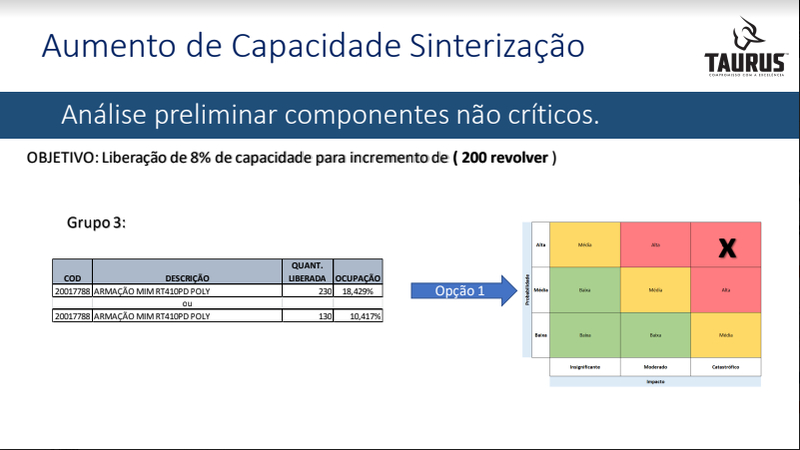 Aumento de Capacidade Sinterização
TAURUS
COMPROMISSO COM A EXCELÊNCIA
Análise preliminar componentes não críticos.
OBJETIVO: Liberação de 8% de capacidade para incremento de ( 200 revolver )
Grupo 3:
COD DESCRIÇÃO QUANT. LIBERADA OCUPAÇÃO
20017788 ARMAÇÃO MIM RT410PD POLY 230 18,429%
ou
20017788 ARMAÇÃO MIM RT410PD POLY 130 10,417%
Opção 1
Probabilidade
Alta Média Alto X
Média Baixa Média Alta
Baixa Baixo Baixa Média
Insignificante Moderado Catastrófico
Impacto